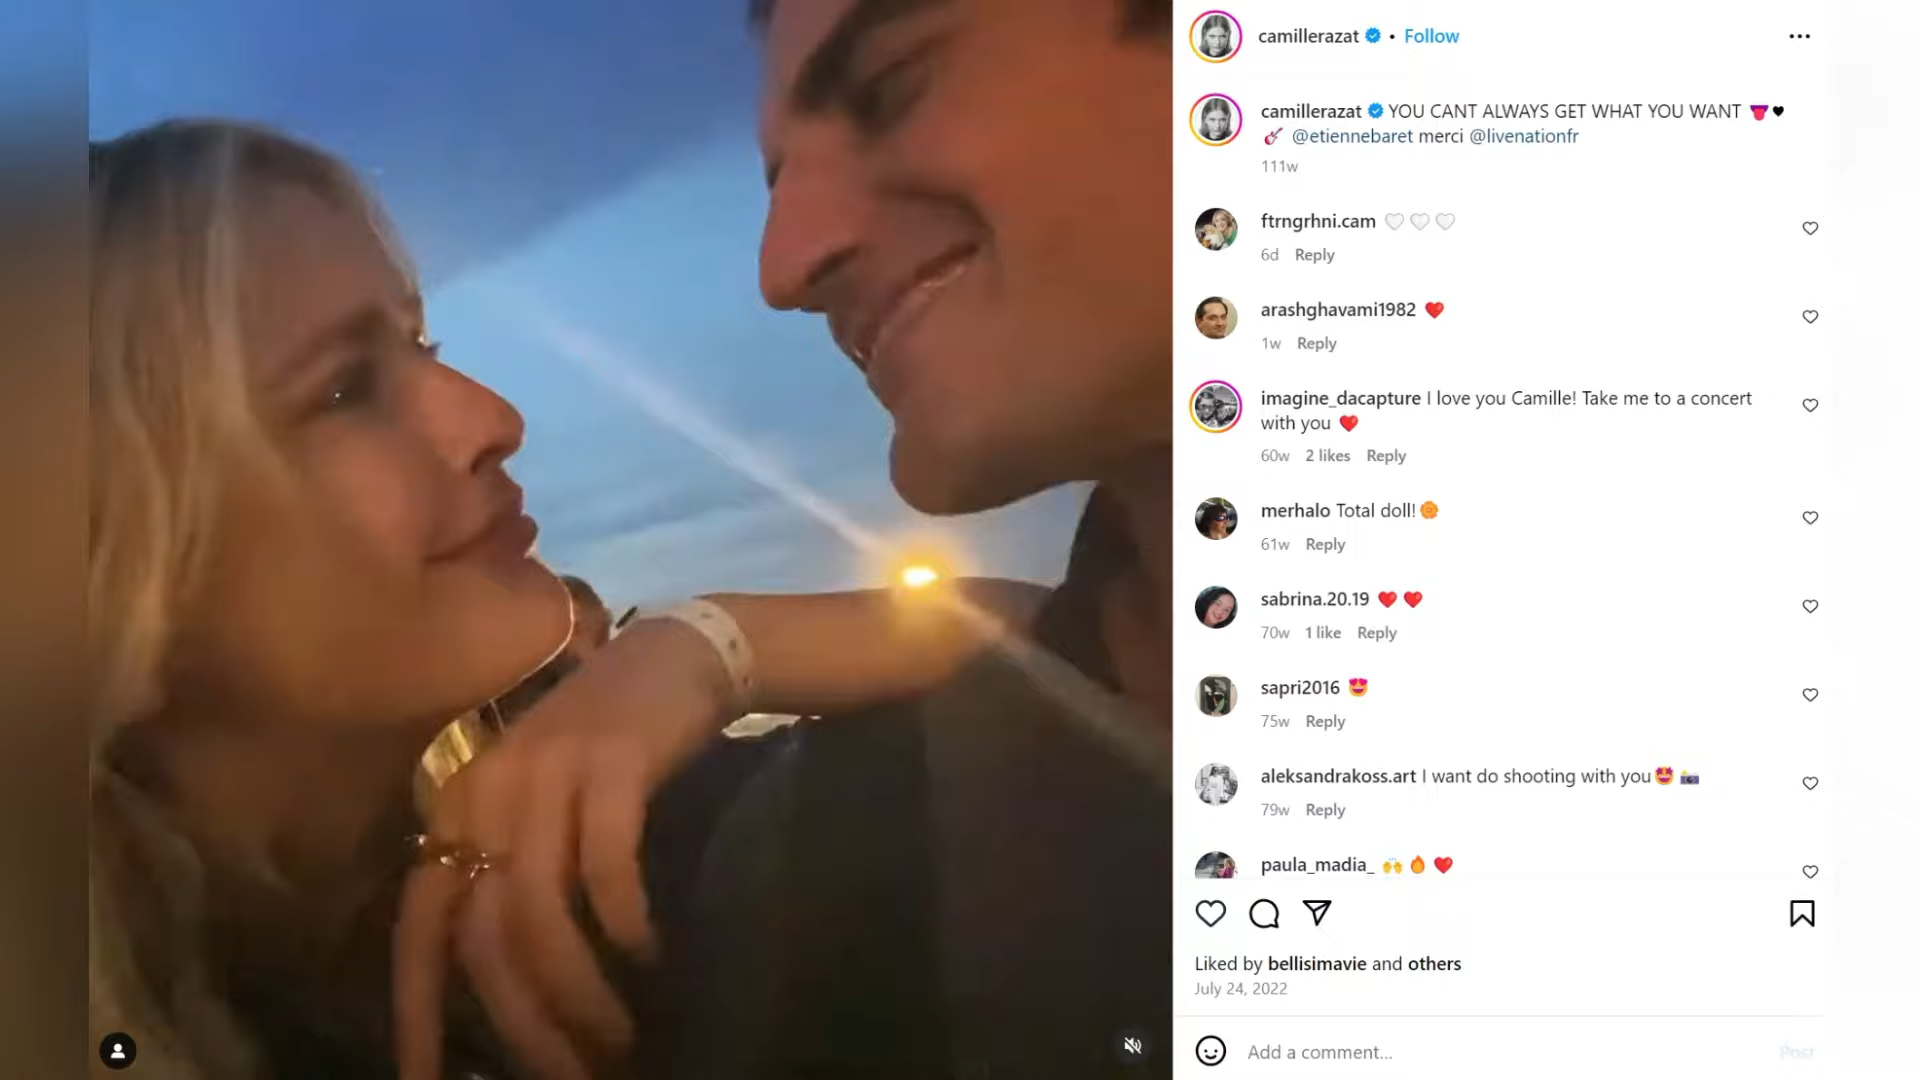 camillerazat • Follow
camillerazat YOU CANT ALWAYS GET WHAT YOU WANT 👅♥
🎸 @etiennebaret merci @livenationfr
111w
ftrngrhni.cam 🤍🤍🤍
6d Reply
arashghavami1982 ❤️
1w Reply
imagine_dacapture I love you Camille! Take me to a concert
with you ❤️
60w 2 likes Reply
merhalo Total doll!🌼
61w Reply
sabrina.20.19 ❤️❤️
70w 1 like Reply
sapri2016 😍
75w Reply
aleksandrakoss.art I want do shooting with you🤩📸
79w Reply
paula_madia_ 🙌🔥❤️
Liked by bellisimavie and others
July 24, 2022
Add a comment...
Post